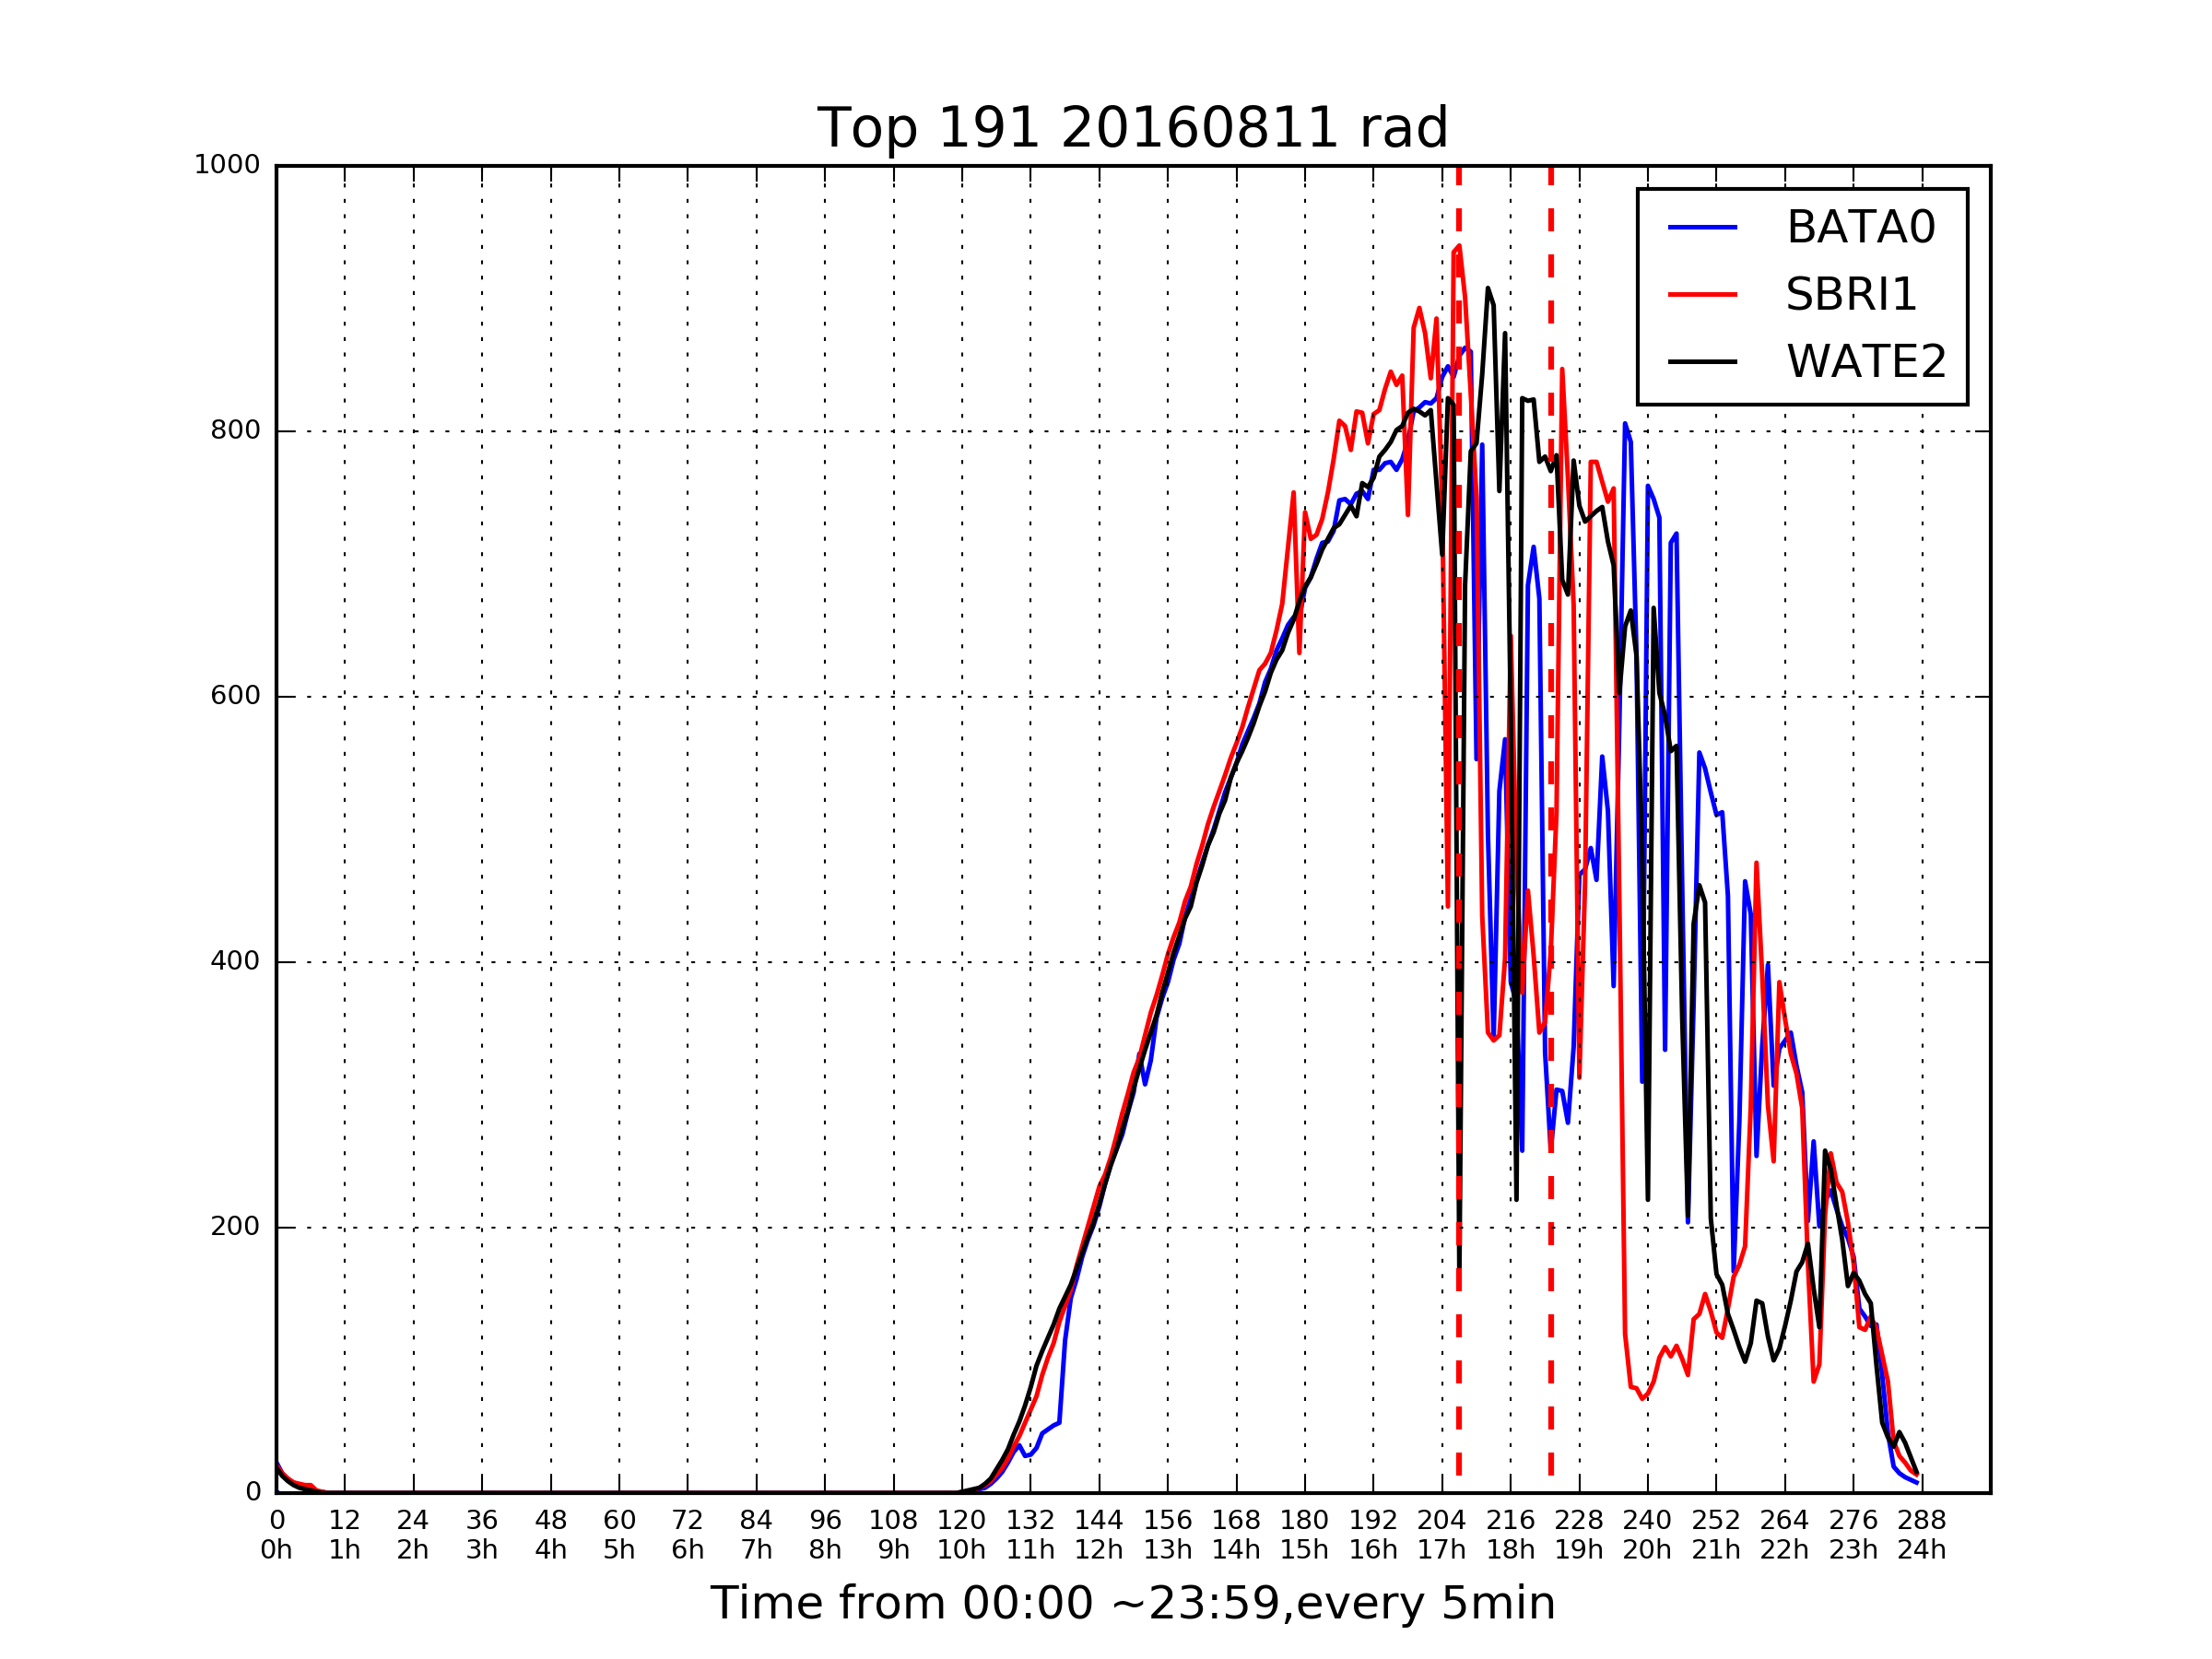 Top 191 20160811 rad
1000
800
600
400
200
0
BATA0
SBRI1
WATE2
0 12 24 36 48 60 72 84 96 108 120 132 144 156 168 180 192 204 216 228 240 252 264 276 288
0h 1h 2h 3h 4h 5h 6h 7h 8h 9h 10h 11h 12h 13h 14h 15h 16h 17h 18h 19h 20h 21h 22h 23h 24h
Time from 00:00 ~23:59,every 5min